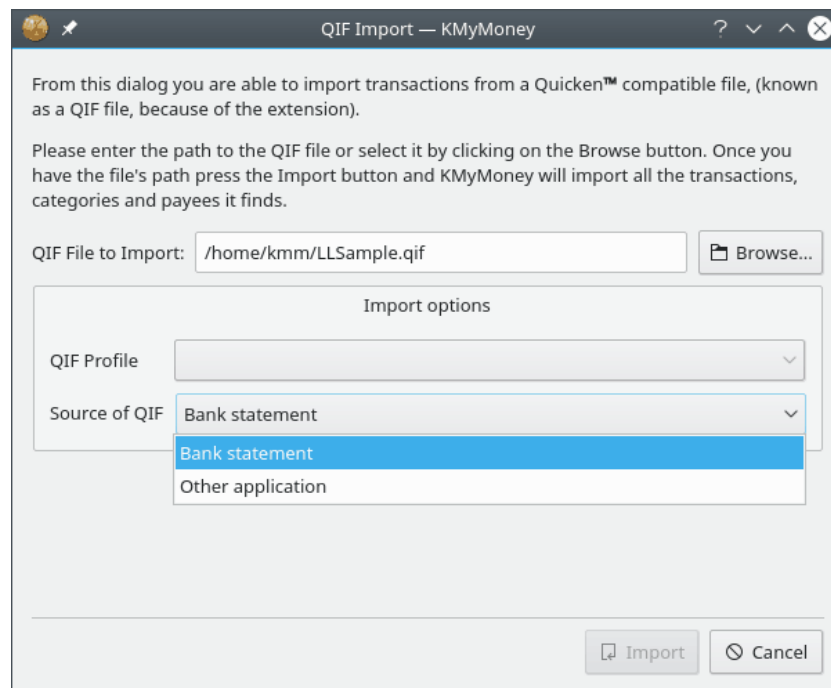 QIF Import — KMyMoney
From this dialog you are able to import transactions from a Quicken™ compatible file, (known
as a QIF file, because of the extension).
Please enter the path to the QIF file or select it by clicking on the Browse button. Once you
have the file's path press the Import button and KMyMoney will import all the transactions,
categories and payees it finds.
QIF File to Import: /home/kmm/LLSample.qif Browse...
Import options
QIF Profile
Source of QIF Bank statement
Bank statement
Other application
Import Cancel